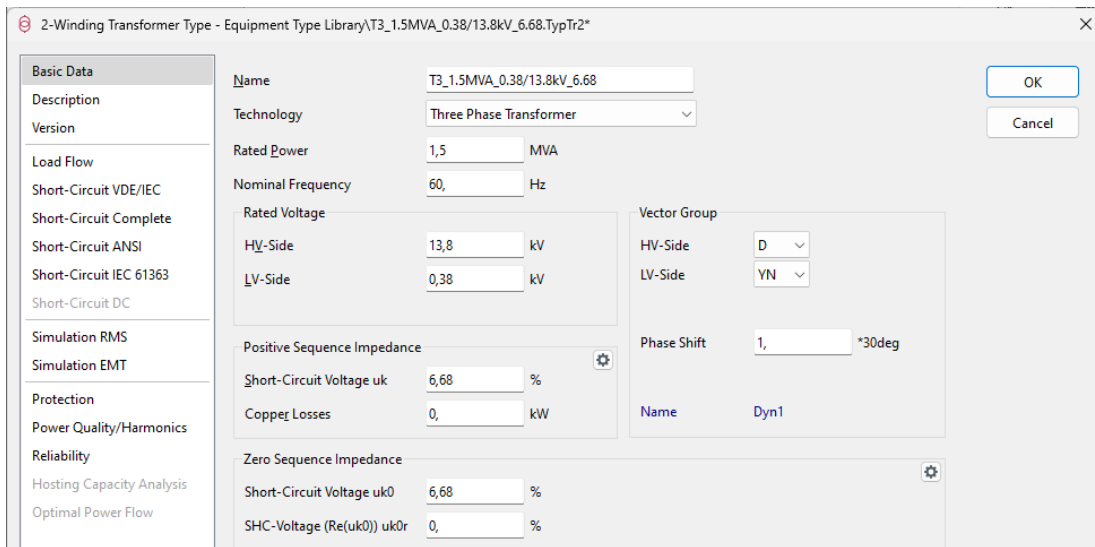 2-Winding Transformer Type - Equipment Type Library\T3_1.5MVA_0.38/13.8kV_6.68.TypTr2*
Basic Data
Description
Version
Load Flow
Short-Circuit VDE/IEC
Short-Circuit Complete
Short-Circuit ANSI
Short-Circuit IEC 61363
Short-Circuit DC
Simulation RMS
Simulation EMT
Protection
Power Quality/Harmonics
Reliability
Hosting Capacity Analysis
Optimal Power Flow
Name T3_1.5MVA_0.38/13.8kV_6.68
Technology Three Phase Transformer
Rated Power 1,5 MVA
Nominal Frequency 60, Hz
Rated Voltage
HV-Side 13,8 kV
LV-Side 0,38 kV
Vector Group
HV-Side D
LV-Side YN
Phase Shift 1, *30deg
Name Dyn1
Positive Sequence Impedance
Short-Circuit Voltage uk 6,68 %
Copper Losses 0, kW
Zero Sequence Impedance
Short-Circuit Voltage uk0 6,68 %
SHC-Voltage (Re(uk0)) uk0r 0, %
OK
Cancel